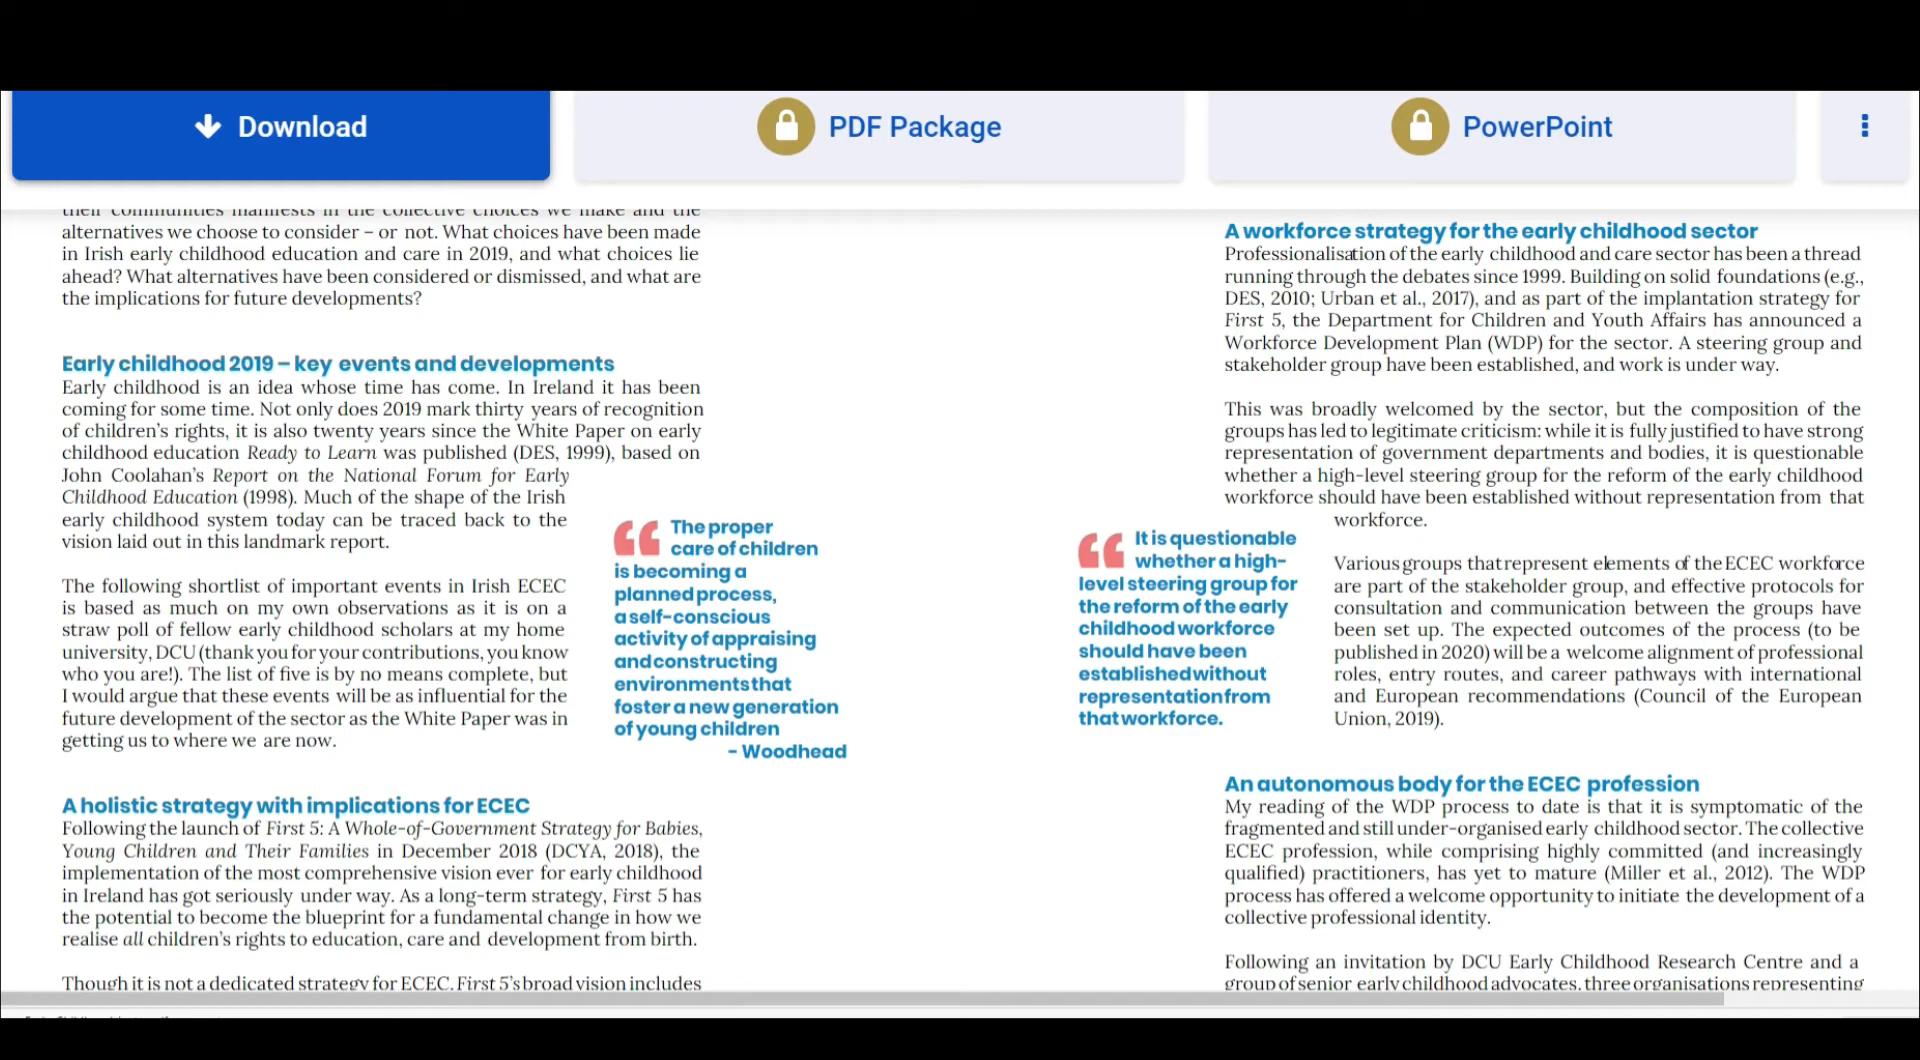 Download
PDF Package
PowerPoint
their communities manifests in the collective choices we make and the
alternatives we choose to consider – or not. What choices have been made
in Irish early childhood education and care in 2019, and what choices lie
ahead? What alternatives have been considered or dismissed, and what are
the implications for future developments?
Early childhood 2019 – key events and developments
Early childhood is an idea whose time has come. In Ireland it has been
coming for some time. Not only does 2019 mark thirty years of recognition
of children's rights, it is also twenty years since the White Paper on early
childhood education Ready to Learn was published (DES, 1999), based on
John Coolahan's Report on the National Forum for Early
Childhood Education (1998). Much of the shape of the Irish
early childhood system today can be traced back to the
vision laid out in this landmark report.
The following shortlist of important events in Irish ECEC
is based as much on my own observations as it is on a
straw poll of fellow early childhood scholars at my home
university, DCU (thank you for your contributions, you know
who you are!). The list of five is by no means complete, but
I would argue that these events will be as influential for the
future development of the sector as the White Paper was in
getting us to where we are now.
The proper
care of children
is becoming a
planned process,
a self-conscious
activity of appraising
and constructing
environments that
foster a new generation
of young children
- Woodhead
A holistic strategy with implications for ECEC
Following the launch of First 5: A Whole-of-Government Strategy for Babies,
Young Children and Their Families in December 2018 (DCYA, 2018), the
implementation of the most comprehensive vision ever for early childhood
in Ireland has got seriously under way. As a long-term strategy, First 5 has
the potential to become the blueprint for a fundamental change in how we
realise all children's rights to education, care and development from birth.
Though it is not a dedicated strategy for ECEC, First 5's broad vision includes
A workforce strategy for the early childhood sector
Professionalisation of the early childhood and care sector has been a thread
running through the debates since 1999. Building on solid foundations (e.g.,
DES, 2010; Urban et al., 2017), and as part of the implantation strategy for
First 5, the Department for Children and Youth Affairs has announced a
Workforce Development Plan (WDP) for the sector. A steering group and
stakeholder group have been established, and work is under way.
This was broadly welcomed by the sector, but the composition of the
groups has led to legitimate criticism: while it is fully justified to have strong
representation of government departments and bodies, it is questionable
whether a high-level steering group for the reform of the early childhood
workforce should have been established without representation from that
workforce.
It is questionable
whether a high-
level steering group for
the reform of the early
childhood workforce
should have been
established without
representation from
that workforce.
Various groups that represent elements of the ECEC workforce
are part of the stakeholder group, and effective protocols for
consultation and communication between the groups have
been set up. The expected outcomes of the process (to be
published in 2020) will be a welcome alignment of professional
roles, entry routes, and career pathways with international
and European recommendations (Council of the European
Union, 2019).
An autonomous body for the ECEC profession
My reading of the WDP process to date is that it is symptomatic of the
fragmented and still under-organised early childhood sector. The collective
ECEC profession, while comprising highly committed (and increasingly
qualified) practitioners, has yet to mature (Miller et al., 2012). The WDP
process has offered a welcome opportunity to initiate the development of a
collective professional identity.
Following an invitation by DCU Early Childhood Research Centre and a
group of senior early childhood advocates, three organisations representing